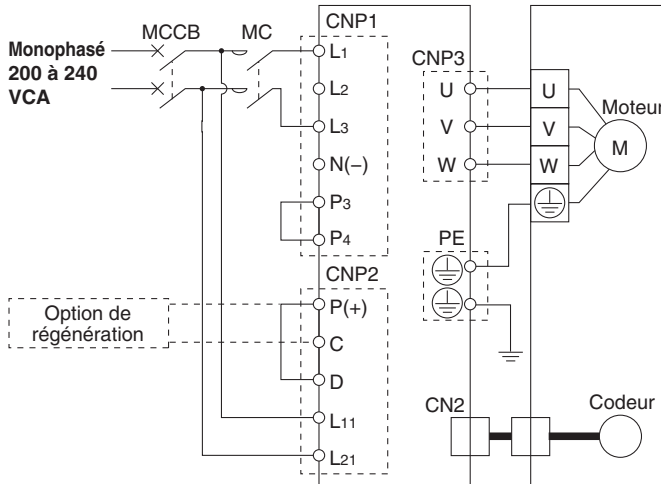 CNP1
MCCB
MC
Monophasé
200 à 240
VCA
L1
L2
L3
N(−)
P3
P4
CNP3
U
V
W
U
V
W
Moteur
M
PE
CNP2
Option de
régénération
P(+)
C
D
L11
L21
CN2
Codeur